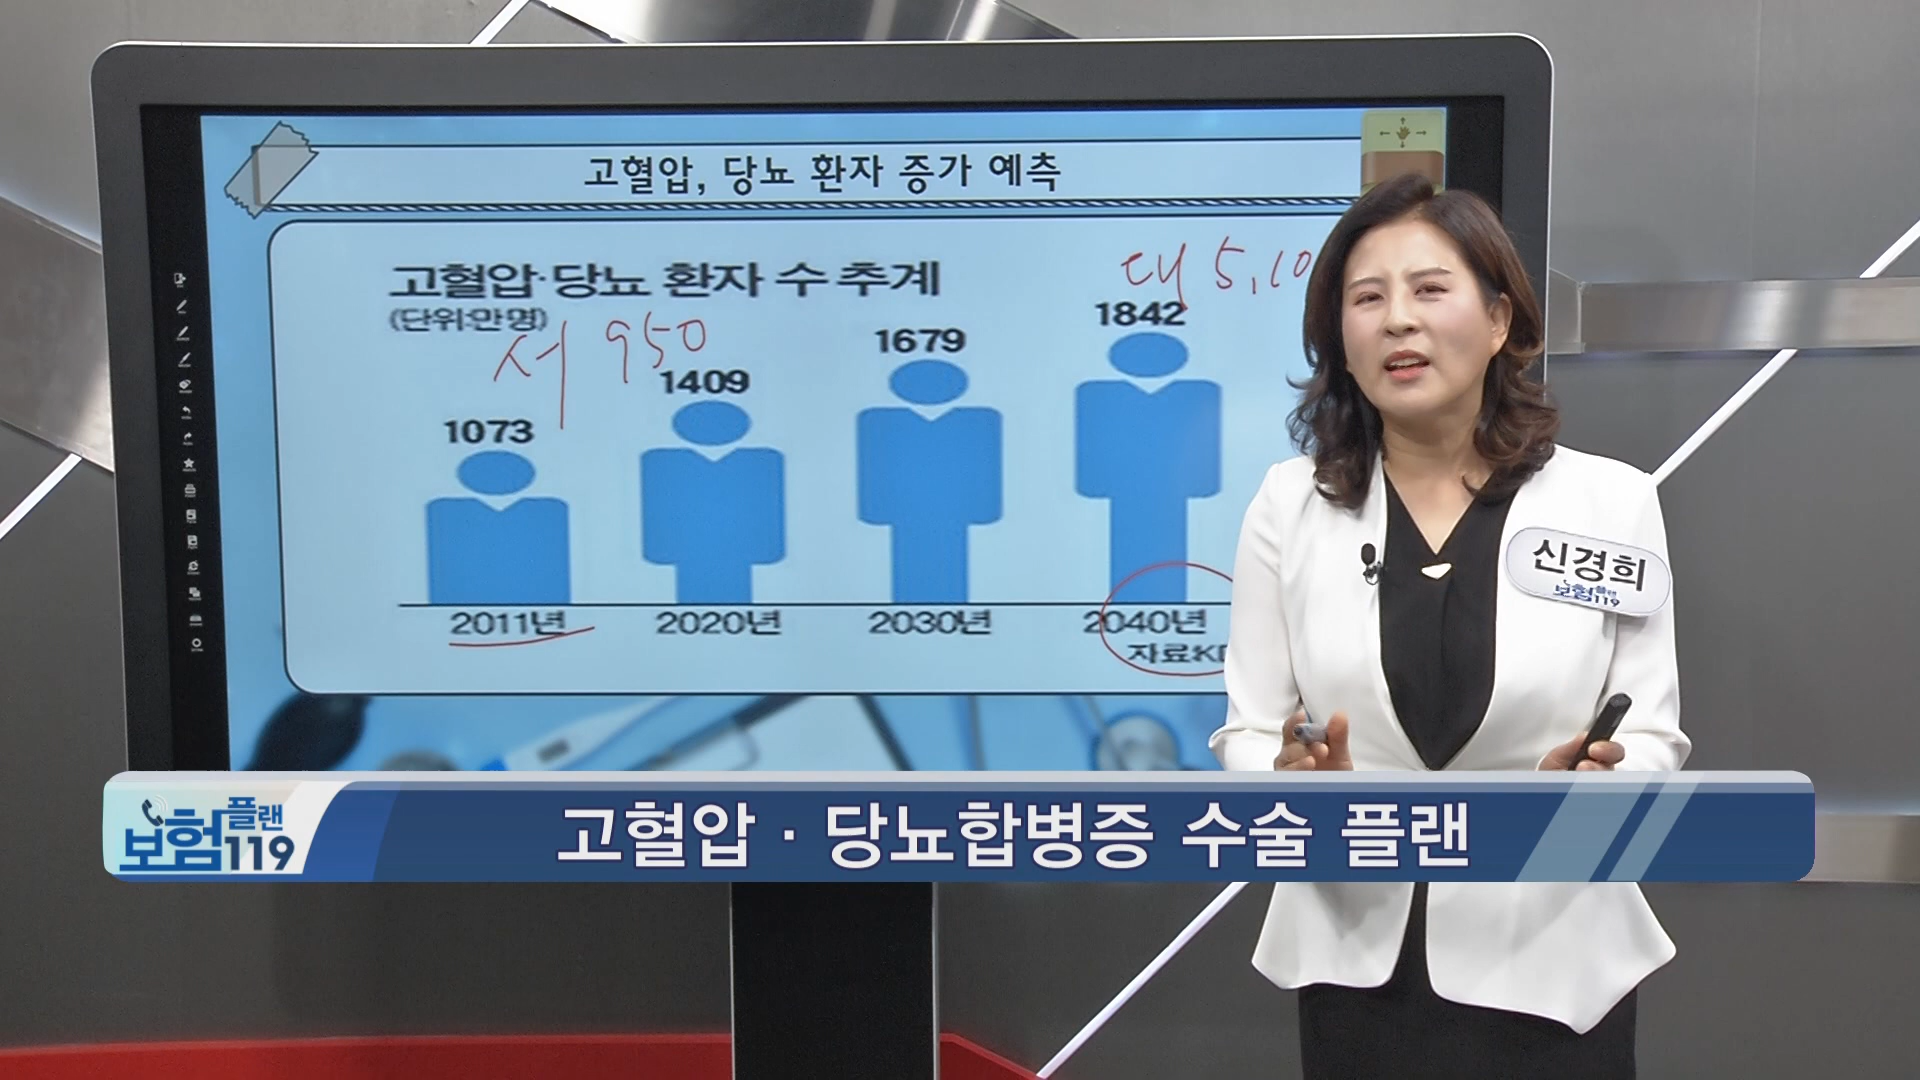 고혈압, 당뇨 환자 증가 예측
고혈압·당뇨 환자 수 추계
(단위:만명)
서 950
대 5,10
1073
1409
1679
1842
2011년
2020년
2030년
2040년
자료:KD
신경희
보험플랜119
보험플랜119
고혈압 · 당뇨합병증 수술 플랜